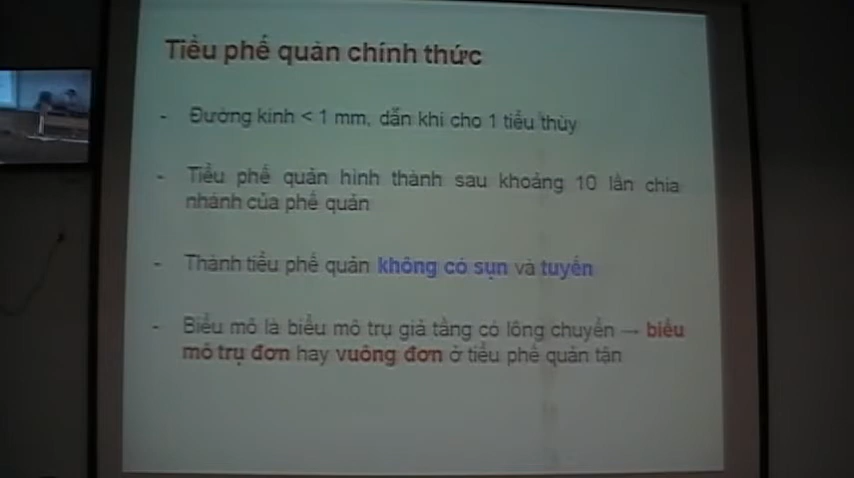 Tiểu phế quản chính thức
- Đường kính < 1 mm, dẫn khí cho 1 tiểu thùy
- Tiểu phế quản hình thành sau khoảng 10 lần chia
nhánh của phế quản
- Thành tiểu phế quản không có sụn và tuyến
- Biểu mô là biểu mô trụ giả tầng có lông chuyển → biểu
mô trụ đơn hay vuông đơn ở tiểu phế quản tận